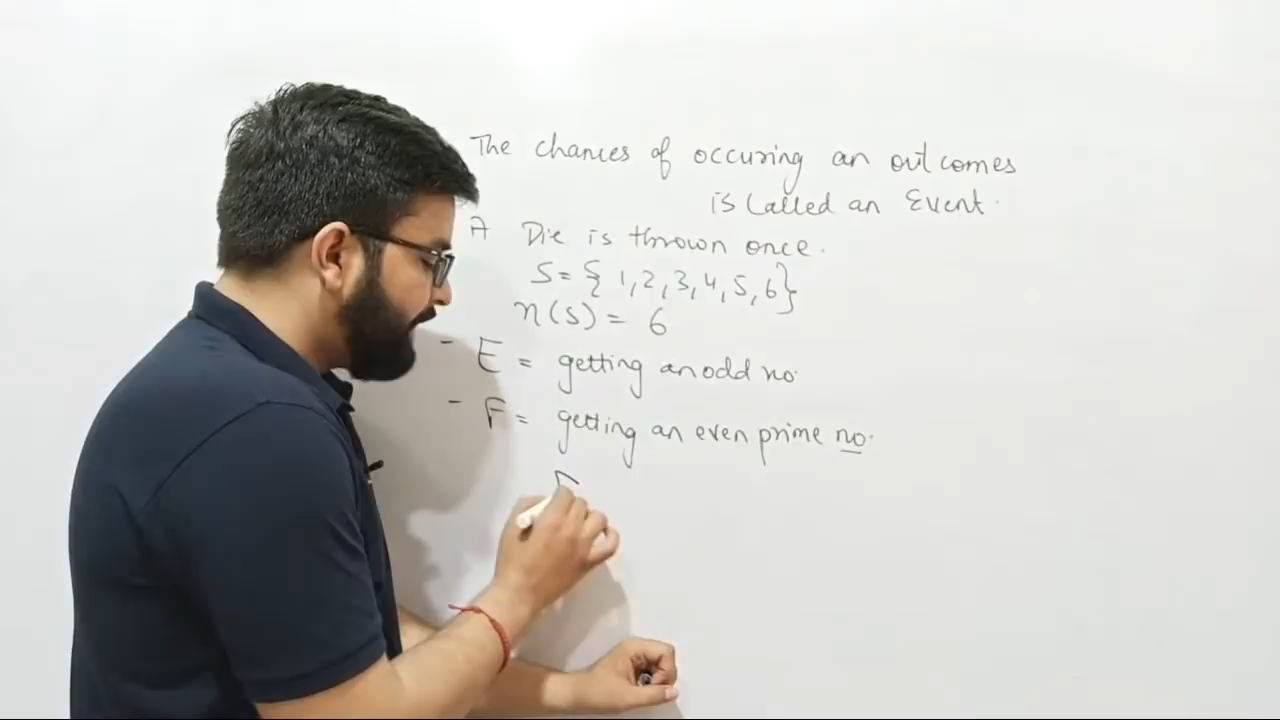 The chances of occuring an outcomes
is Called an Event.
A Die is thrown once.
S = { 1, 2, 3, 4, 5, 6 }
n(S) = 6
- E = getting an odd no.
- F = getting an even prime no.